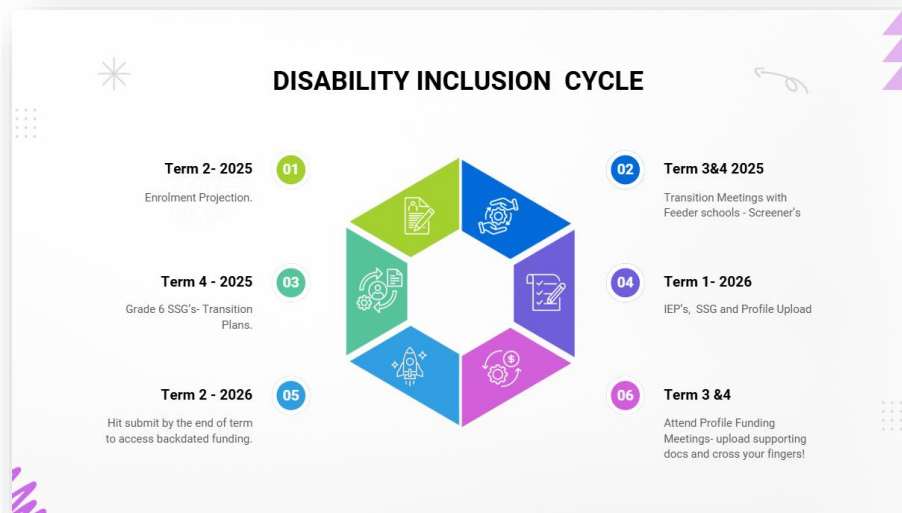 DISABILITY INCLUSION CYCLE
Term 2- 2025
01
Enrolment Projection.
02
Term 3&4 2025
Transition Meetings with
Feeder schools - Screener's
Term 4 - 2025
03
Grade 6 SSG's- Transition
Plans.
04
Term 1- 2026
IEP's, SSG and Profile Upload
Term 2 - 2026
05
Hit submit by the end of term
to access backdated funding.
06
Term 3 &4
Attend Profile Funding
Meetings- upload supporting
docs and cross your fingers!
$